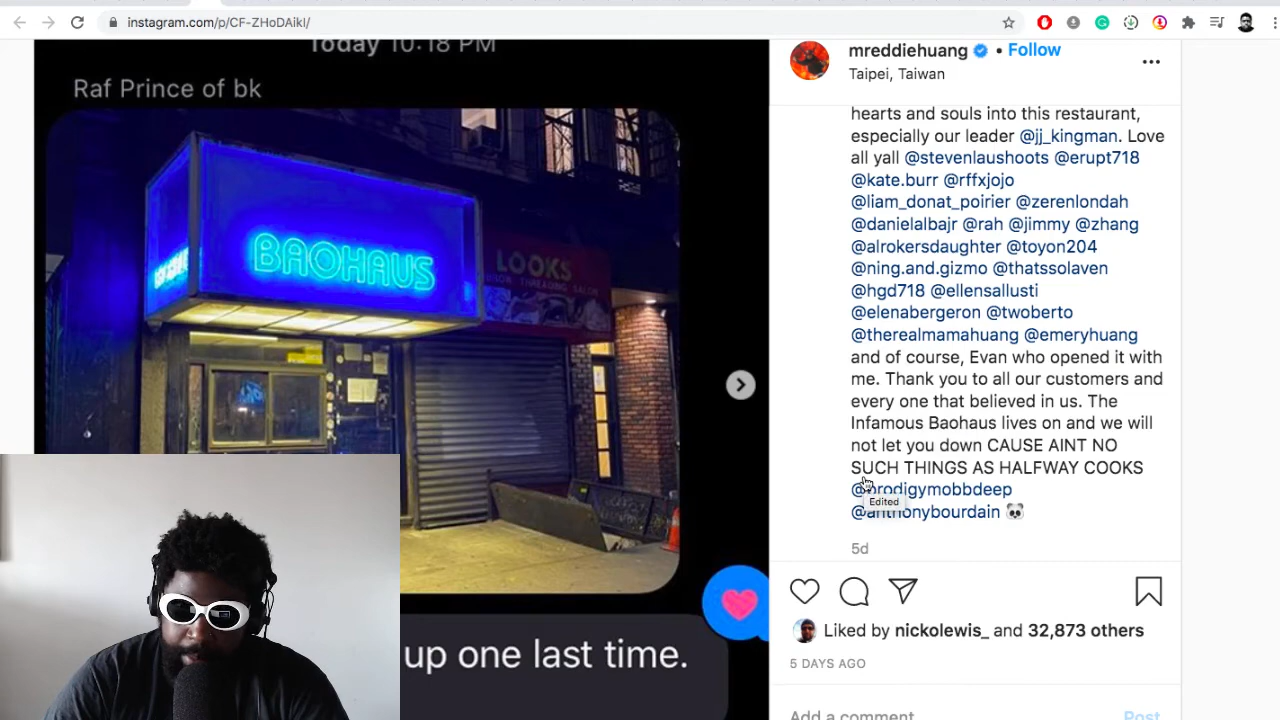 instagram.com/p/CF-ZHoDAikl/
Today 10:18 PM
Raf Prince of bk
BAOHAUS
LOOKS
BROW THREADING SALON
up one last time.
mreddiehuang • Follow
Taipei, Taiwan
hearts and souls into this restaurant,
especially our leader @jj_kingman. Love
all yall @stevenlaushoots @erupt718
@kate.burr @rffxjojo
@liam_donat_poirier @zerenlondah
@danielalbajr @rah @jimmy @zhang
@alrokersdaughter @toyon204
@ning.and.gizmo @thatssolaven
@hgd718 @ellensallusti
@elenabergeron @twoberto
@therealmamahuang @emeryhuang
and of course, Evan who opened it with
me. Thank you to all our customers and
every one that believed in us. The
Infamous Baohaus lives on and we will
not let you down CAUSE AINT NO
SUCH THINGS AS HALFWAY COOKS
@prodigymobbdeep
Edited
@anthonybourdain 🐼
5d
Liked by nickolewis_ and 32,873 others
5 DAYS AGO
Add a comment
Post